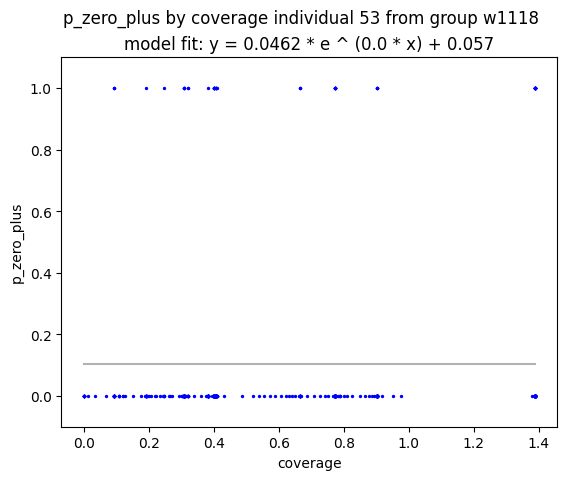 p_zero_plus by coverage individual 53 from group w1118
model fit: y = 0.0462 * e ^ (0.0 * x) + 0.057
1.0
0.8
0.6
0.4
0.2
0.0
p_zero_plus
0.0 0.2 0.4 0.6 0.8 1.0 1.2 1.4
coverage